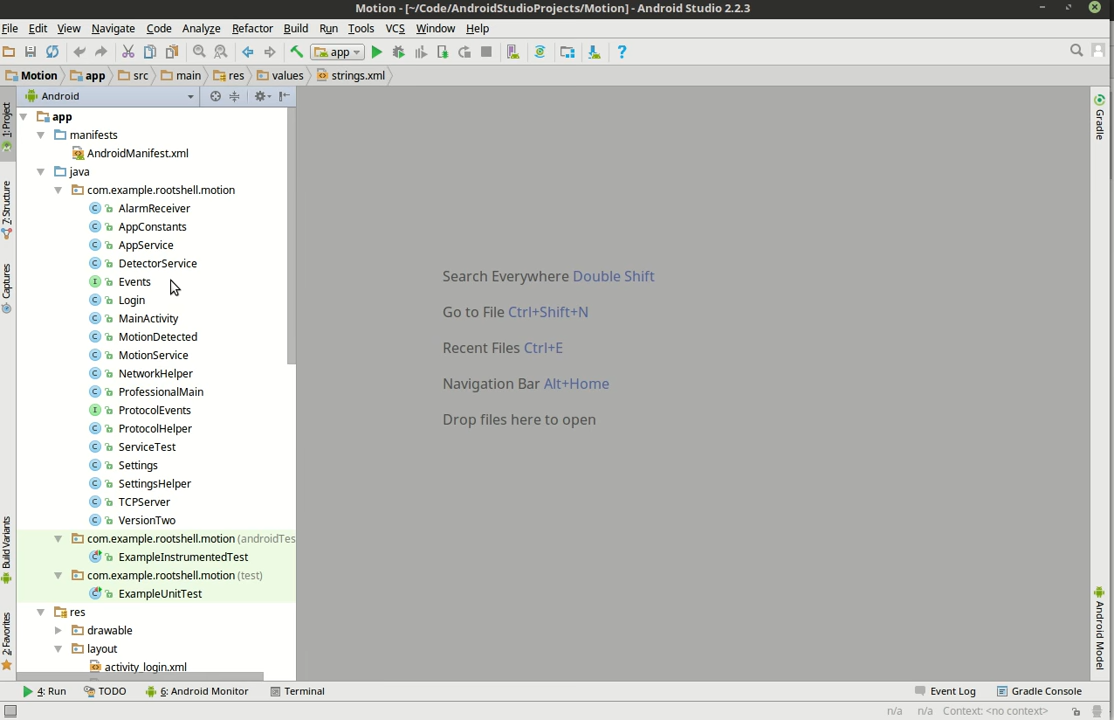 Motion - [~/Code/AndroidStudioProjects/Motion] - Android Studio 2.2.3
File Edit View Navigate Code Analyze Refactor Build Run Tools VCS Window Help
app
Motion app src main res values strings.xml
1: Project
7: Structure
Captures
Build Variants
2: Favorites
Android
app
manifests
AndroidManifest.xml
java
com.example.rootshell.motion
AlarmReceiver
AppConstants
AppService
DetectorService
Events
Login
MainActivity
MotionDetected
MotionService
NetworkHelper
ProfessionalMain
ProtocolEvents
ProtocolHelper
ServiceTest
Settings
SettingsHelper
TCPServer
VersionTwo
com.example.rootshell.motion (androidTes
ExampleInstrumentedTest
com.example.rootshell.motion (test)
ExampleUnitTest
res
drawable
layout
activity_login.xml
Search Everywhere Double Shift
Go to File Ctrl+Shift+N
Recent Files Ctrl+E
Navigation Bar Alt+Home
Drop files here to open
Gradle
Android Model
4: Run TODO 6: Android Monitor Terminal Event Log Gradle Console
n/a n/a Context: <no context>